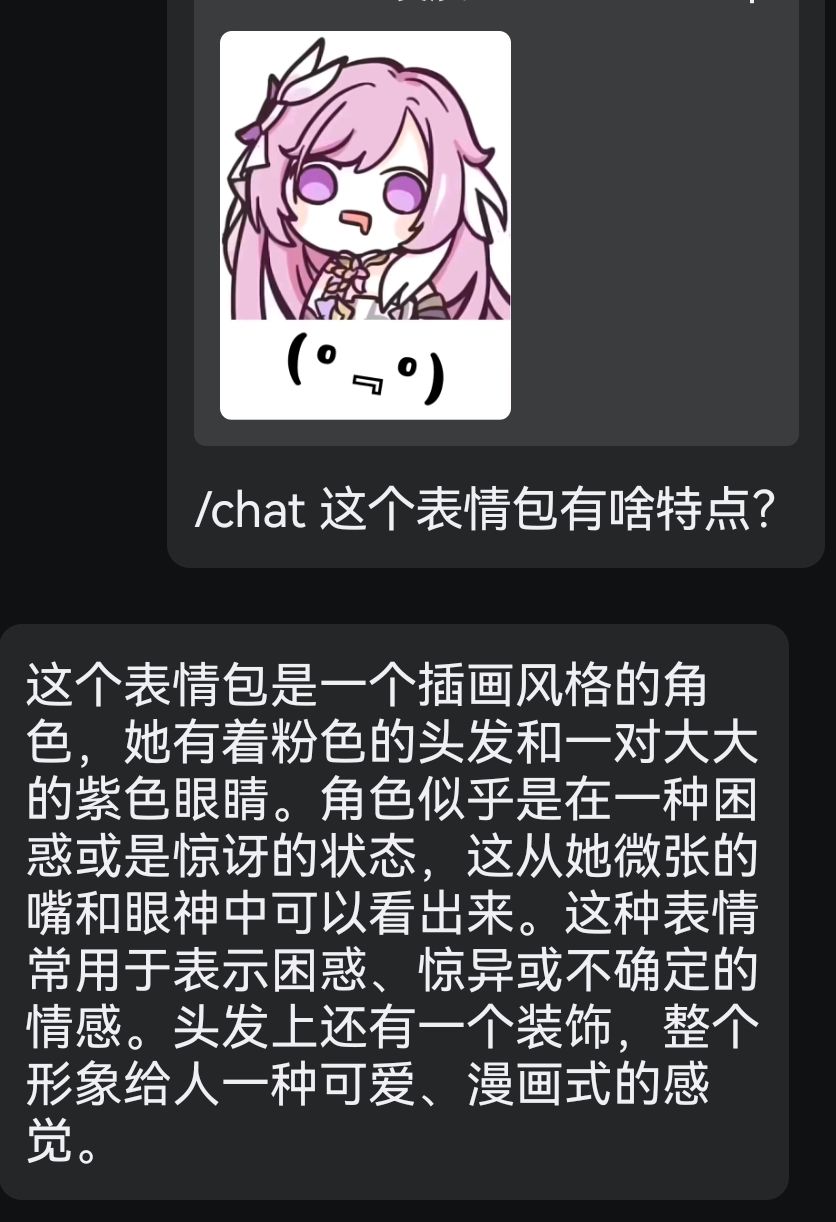 (º ﹃ º)
/chat 这个表情包有啥特点?
这个表情包是一个插画风格的角
色，她有着粉色的头发和一对大大
的紫色眼睛。角色似乎是在一种困
惑或是惊讶的状态，这从她微张的
嘴和眼神中可以看出来。这种表情
常用于表示困惑、惊异或不确定的
情感。头发上还有一个装饰，整个
形象给人一种可爱、漫画式的感
觉。